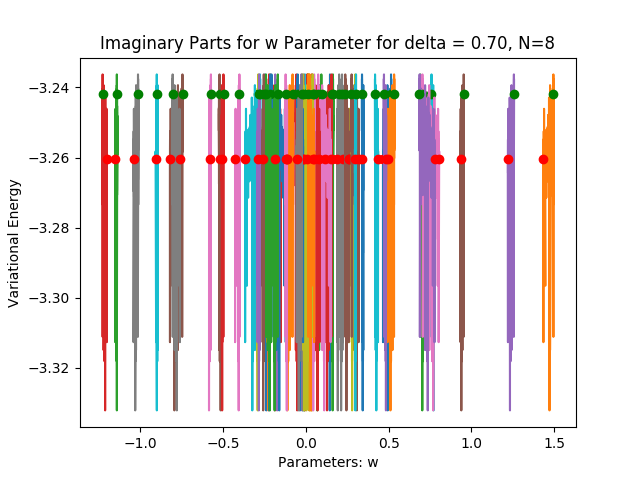 Imaginary Parts for w Parameter for delta = 0.70, N=8
−3.24
−3.26
−3.28
−3.30
−3.32
Variational Energy
−1.0 −0.5 0.0 0.5 1.0 1.5
Parameters: w